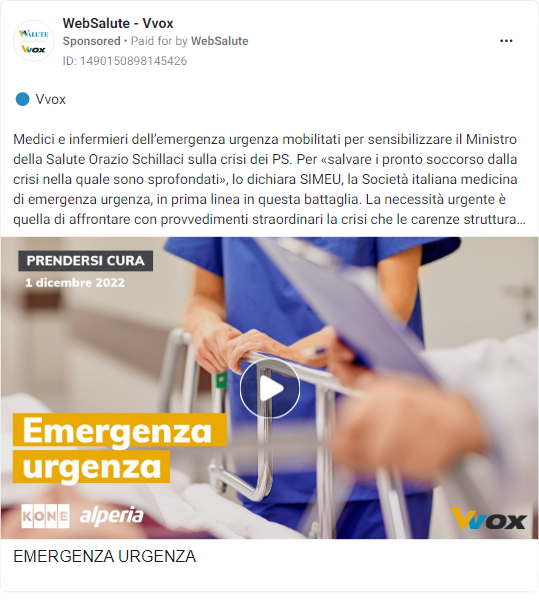 WebSalute - Vvox
Sponsored • Paid for by WebSalute
ID: 1490150898145426
Vvox
Medici e infermieri dell'emergenza urgenza mobilitati per sensibilizzare il Ministro
della Salute Orazio Schillaci sulla crisi dei PS. Per «salvare i pronto soccorso dalla
crisi nella quale sono sprofondati», lo dichiara SIMEU, la Società italiana medicina
di emergenza urgenza, in prima linea in questa battaglia. La necessità urgente è
quella di affrontare con provvedimenti straordinari la crisi che le carenze struttura...
PRENDERSI CURA
1 dicembre 2022
Emergenza
urgenza
KONE alperia
Vvox
EMERGENZA URGENZA